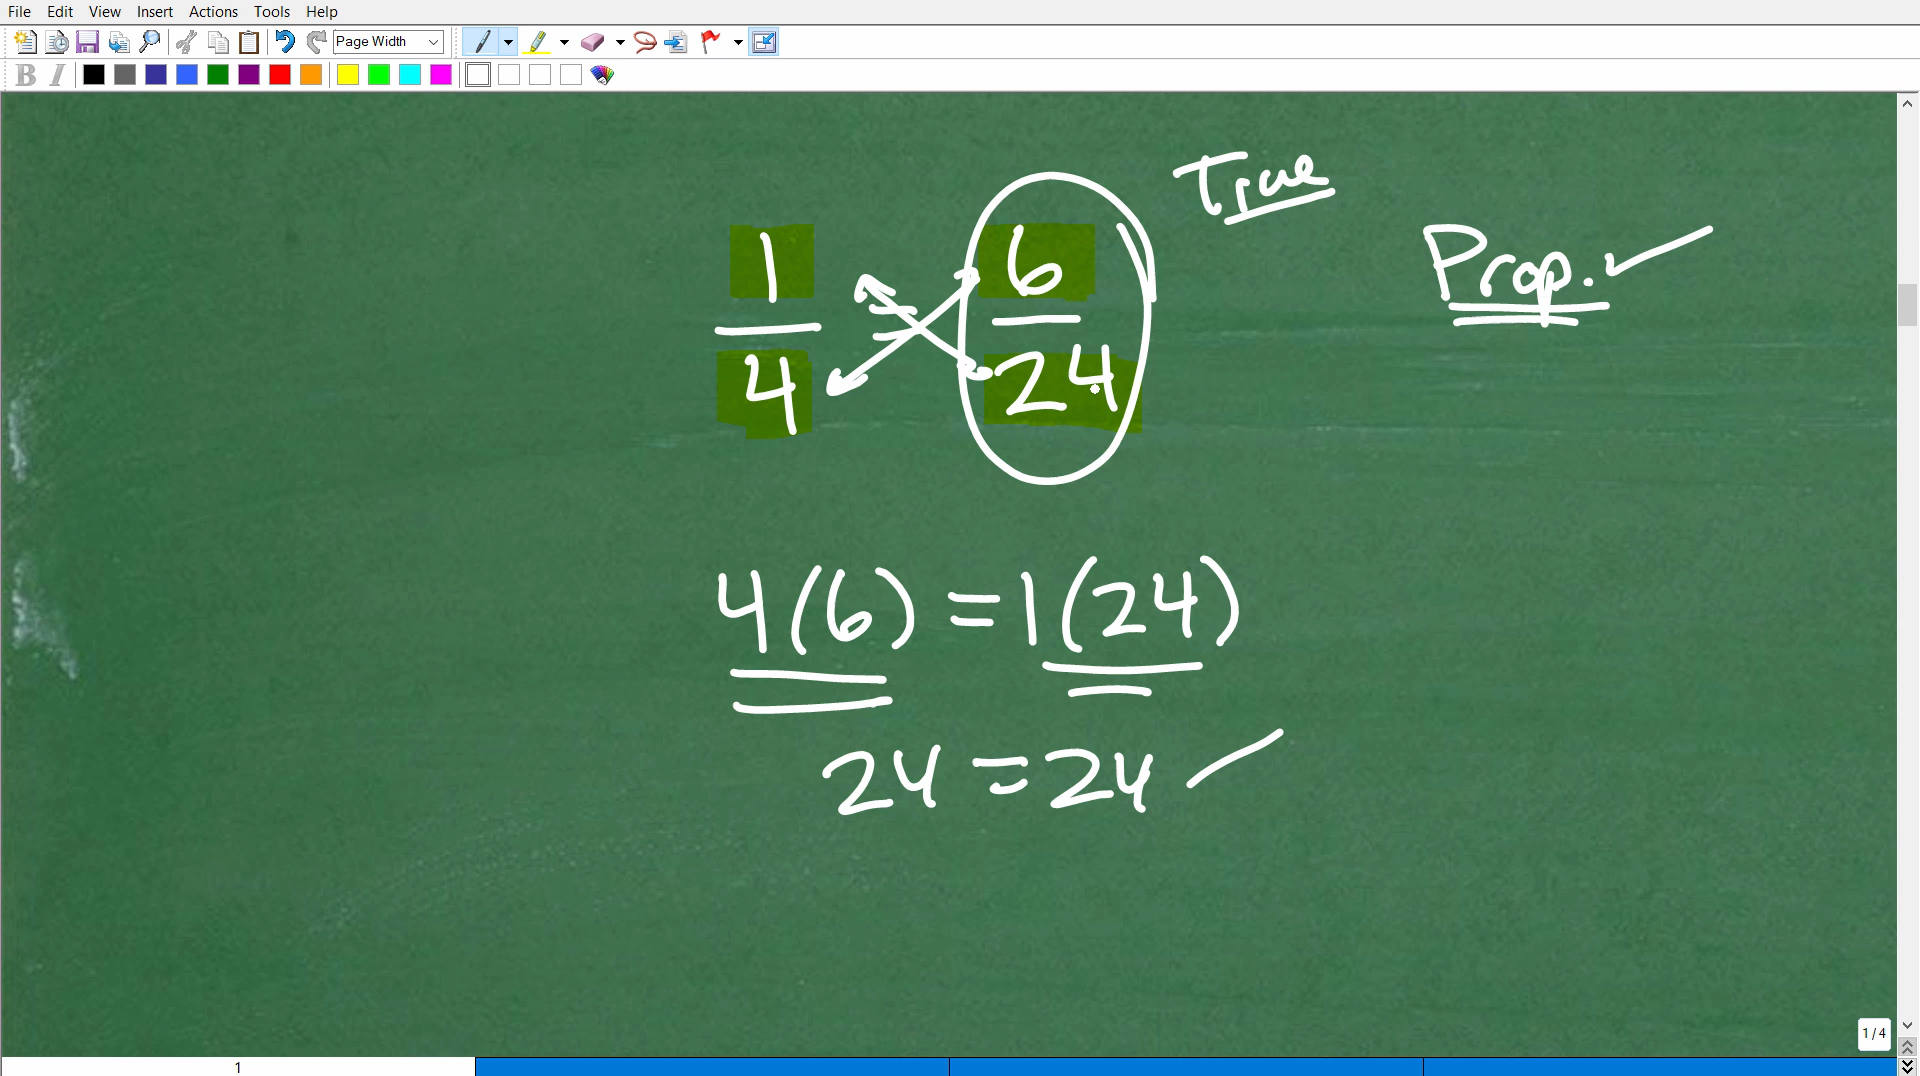 File Edit View Insert Actions Tools Help
Page Width
B I
True
Prop.
1/4 = 6/24
4(6) = 1(24)
24 = 24
1 / 4
1